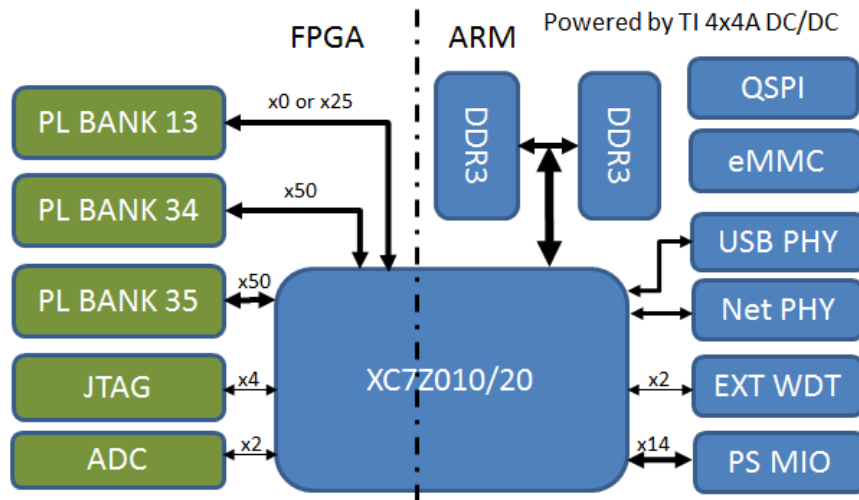 FPGA
ARM
Powered by TI 4x4A DC/DC
PL BANK 13
x0 or x25
DDR3
DDR3
QSPI
eMMC
PL BANK 34
x50
USB PHY
PL BANK 35
x50
Net PHY
XC7Z010/20
JTAG
x4
x2
EXT WDT
ADC
x2
x14
PS MIO